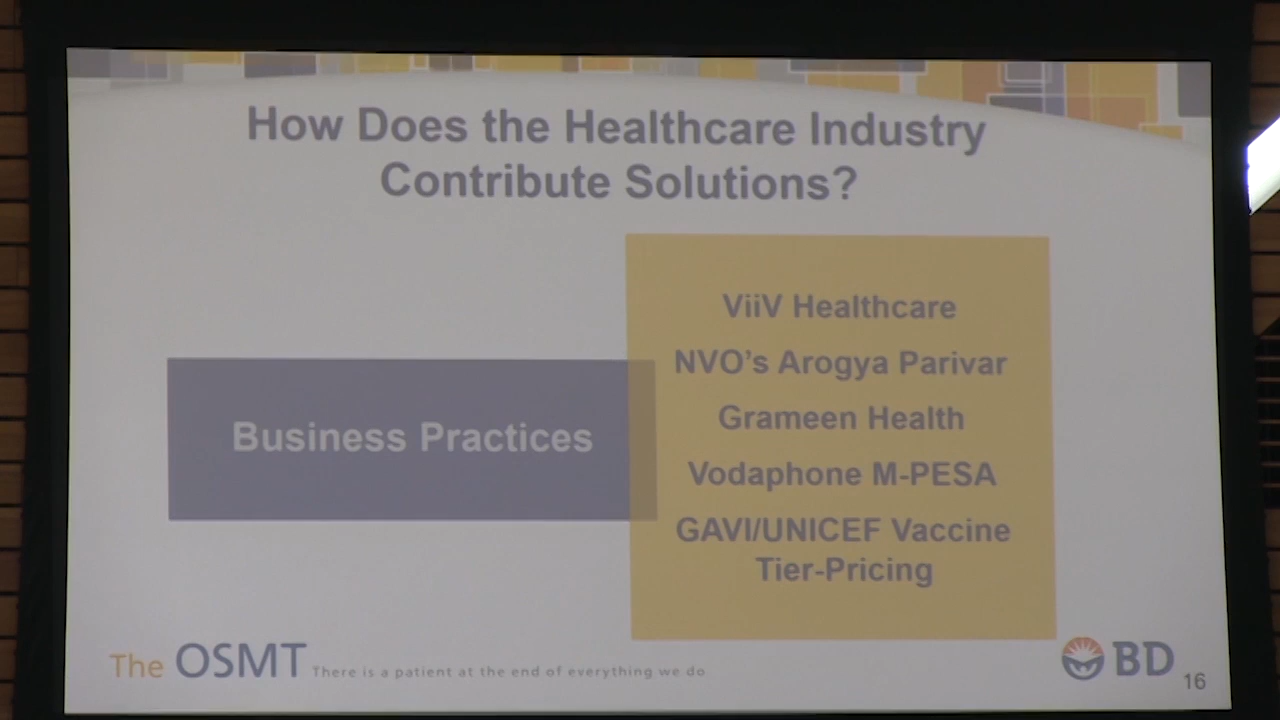 How Does the Healthcare Industry
Contribute Solutions?
Business Practices
ViiV Healthcare
NVO's Arogya Parivar
Grameen Health
Vodaphone M-PESA
GAVI/UNICEF Vaccine
Tier-Pricing
The OSMT There is a patient at the end of everything we do
BD
16